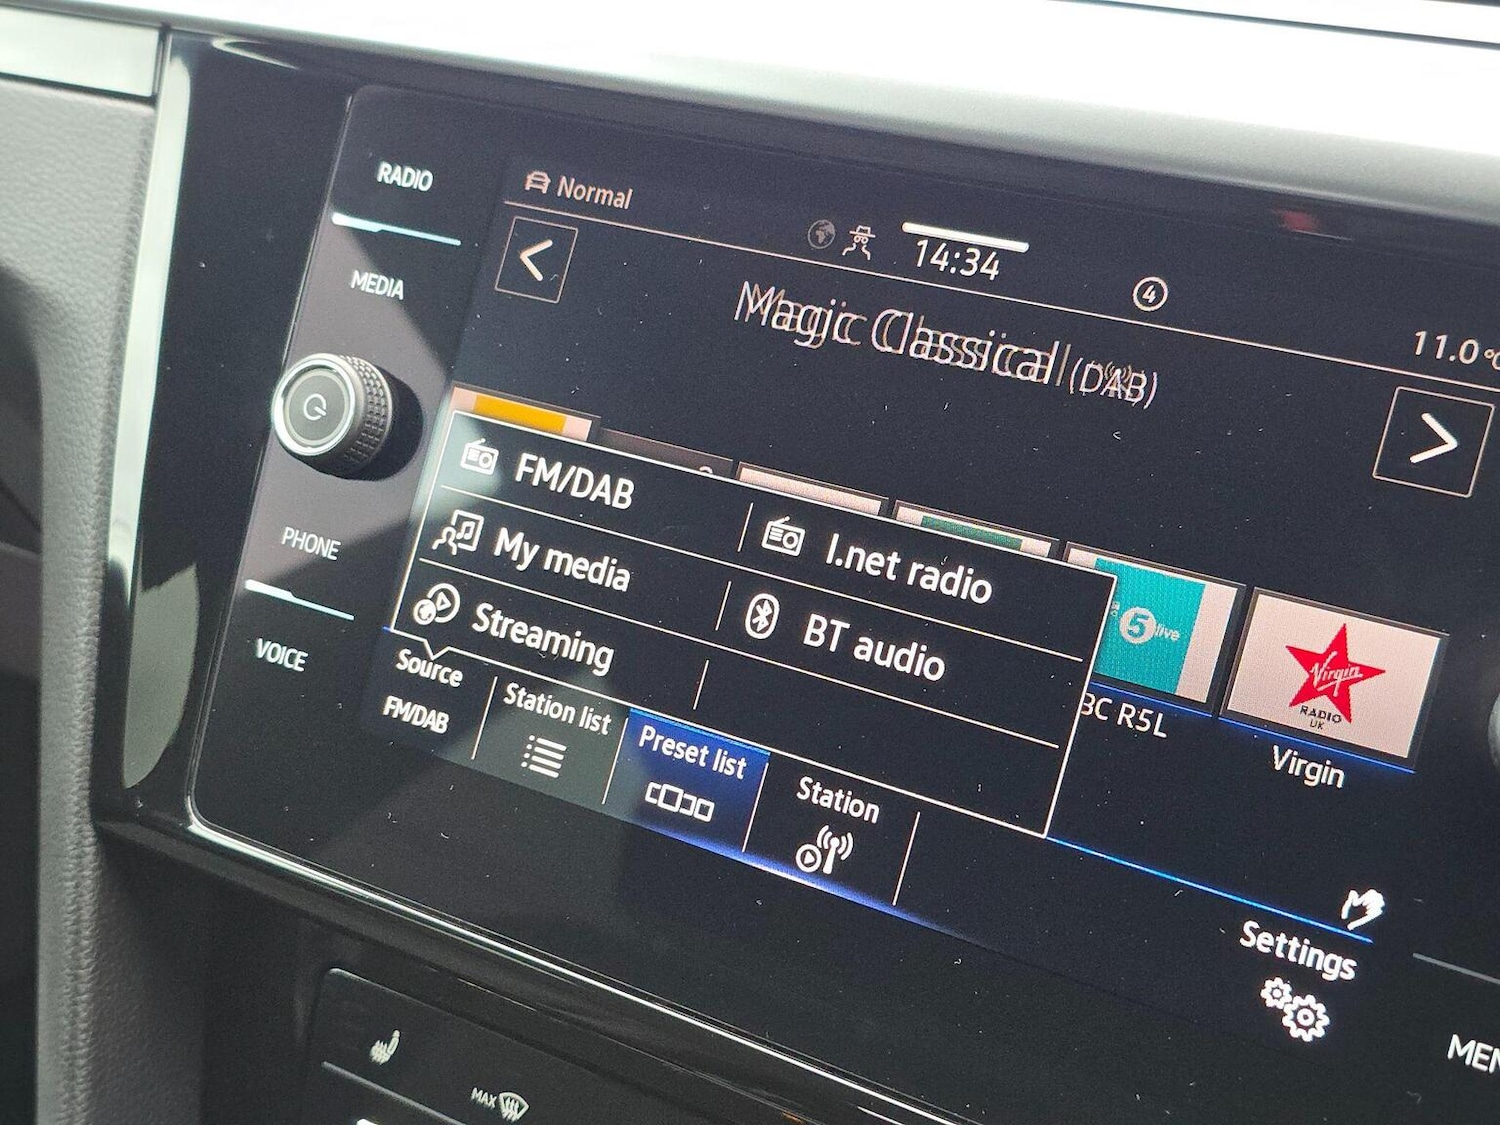 RADIO
MEDIA
PHONE
VOICE
Normal
14:34
4
11.0°C
Magic Classical (DAB)
FM/DAB
I.net radio
My media
BT audio
Streaming
5 live
Virgin
RADIO
UK
BC R5L
Virgin
Source
FM/DAB
Station list
Preset list
Station
Settings
MEN
MAX